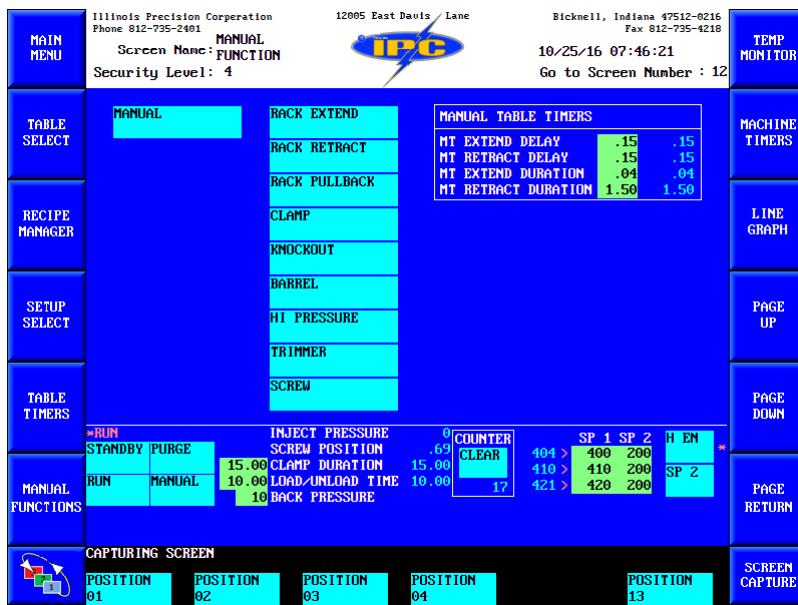 Illinois Precision Corperation 12005 East Davis Lane Bicknell, Indiana 47512-0216
Phone 812-735-2401 Fax 812-735-4218
Screen Name: MANUAL FUNCTION
IPC
10/25/16 07:46:21
Security Level: 4
Go to Screen Number : 12
MAIN MENU
TABLE SELECT
RECIPE MANAGER
SETUP SELECT
TABLE TIMERS
MANUAL FUNCTIONS
MANUAL
RACK EXTEND
RACK RETRACT
RACK PULLBACK
CLAMP
KNOCKOUT
BARREL
HI PRESSURE
TRIMMER
SCREW
MANUAL TABLE TIMERS
MT EXTEND DELAY .15 .15
MT RETRACT DELAY .15 .15
MT EXTEND DURATION .04 .04
MT RETRACT DURATION 1.50 1.50
*RUN
STANDBY PURGE
RUN MANUAL
INJECT PRESSURE 0
SCREW POSITION .69
15.00 CLAMP DURATION 15.00
10.00 LOAD/UNLOAD TIME 10.00
10 BACK PRESSURE
COUNTER
CLEAR
17
SP 1 SP 2
404 > 400 200
410 > 410 200
421 > 420 200
H EN *
SP 2
CAPTURING SCREEN
POSITION 01
POSITION 02
POSITION 03
POSITION 04
POSITION 13
1 2 3
TEMP MONITOR
MACHINE TIMERS
LINE GRAPH
PAGE UP
PAGE DOWN
PAGE RETURN
SCREEN CAPTURE